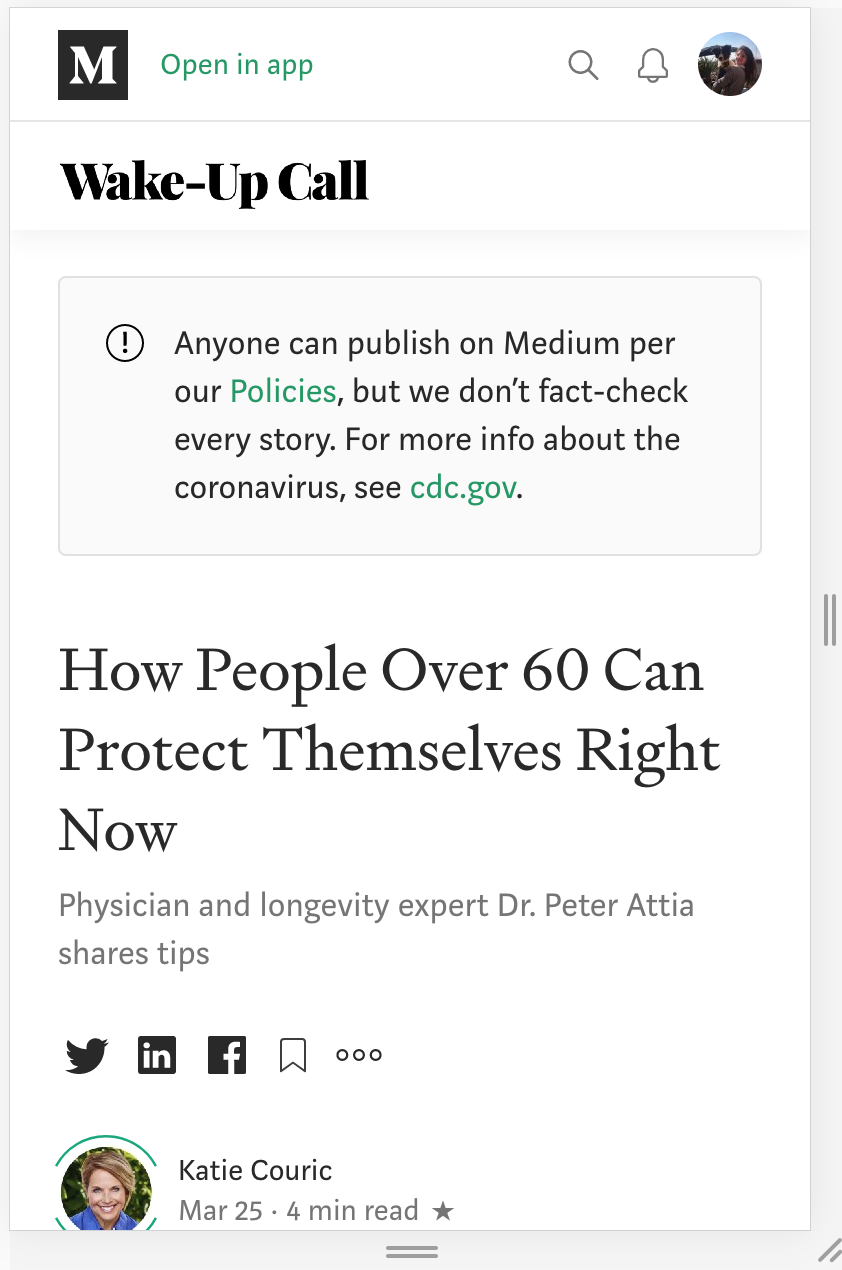 M Open in app
Wake-Up Call
Anyone can publish on Medium per
our Policies, but we don’t fact-check
every story. For more info about the
coronavirus, see cdc.gov.
How People Over 60 Can
Protect Themselves Right
Now
Physician and longevity expert Dr. Peter Attia
shares tips
in f
Katie Couric
Mar 25 · 4 min read ★